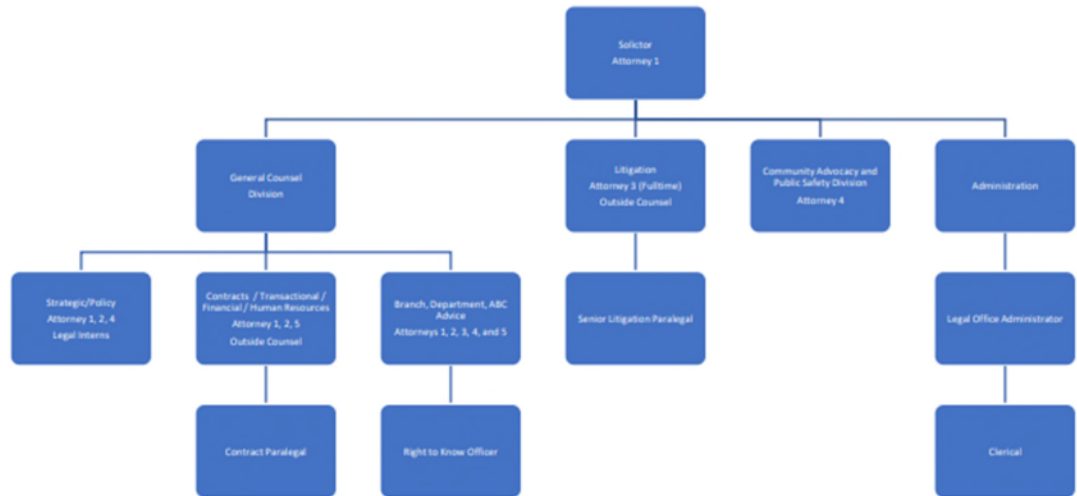 Solictor
Attorney 1
General Counsel
Division
Litigation
Attorney 3 (Fulltime)
Outside Counsel
Community Advocacy and
Public Safety Division
Attorney 4
Administration
Strategic/Policy
Attorney 1, 2, 4
Legal Interns
Contracts / Transactional /
Financial / Human Resources
Attorney 1, 2, 5
Outside Counsel
Branch, Department, ABC
Advice
Attorneys 1, 2, 3, 4, and 5
Senior Litigation Paralegal
Legal Office Administrator
Contract Paralegal
Right to Know Officer
Clerical